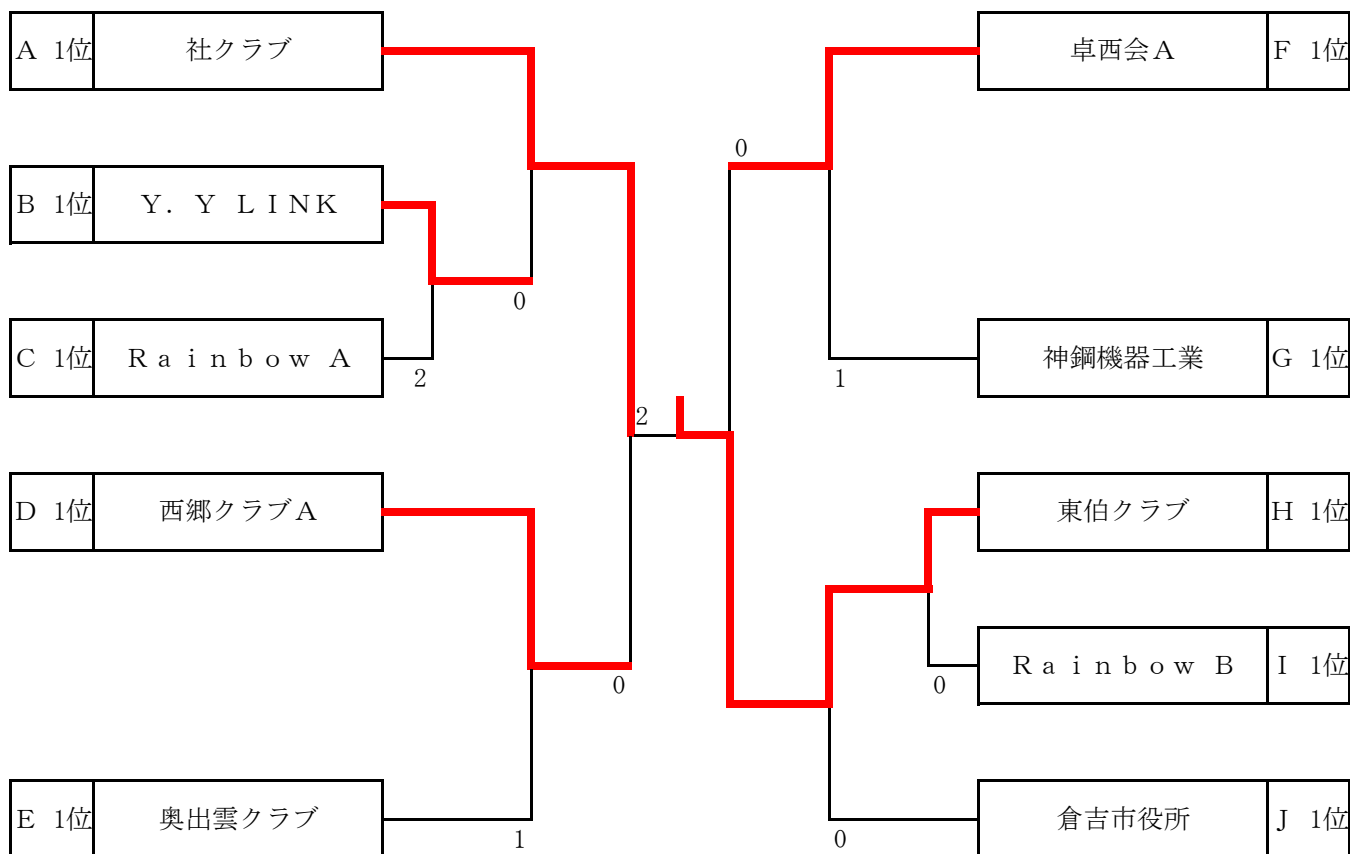 A 1位 社クラブ
卓西会A F 1位
0
B 1位 Y．Y LINK
0
C 1位 Rainbow A
2
神鋼機器工業 G 1位
1
2
D 1位 西郷クラブA
東伯クラブ H 1位
0
Rainbow B I 1位
0
E 1位 奥出雲クラブ
1
倉吉市役所 J 1位
0